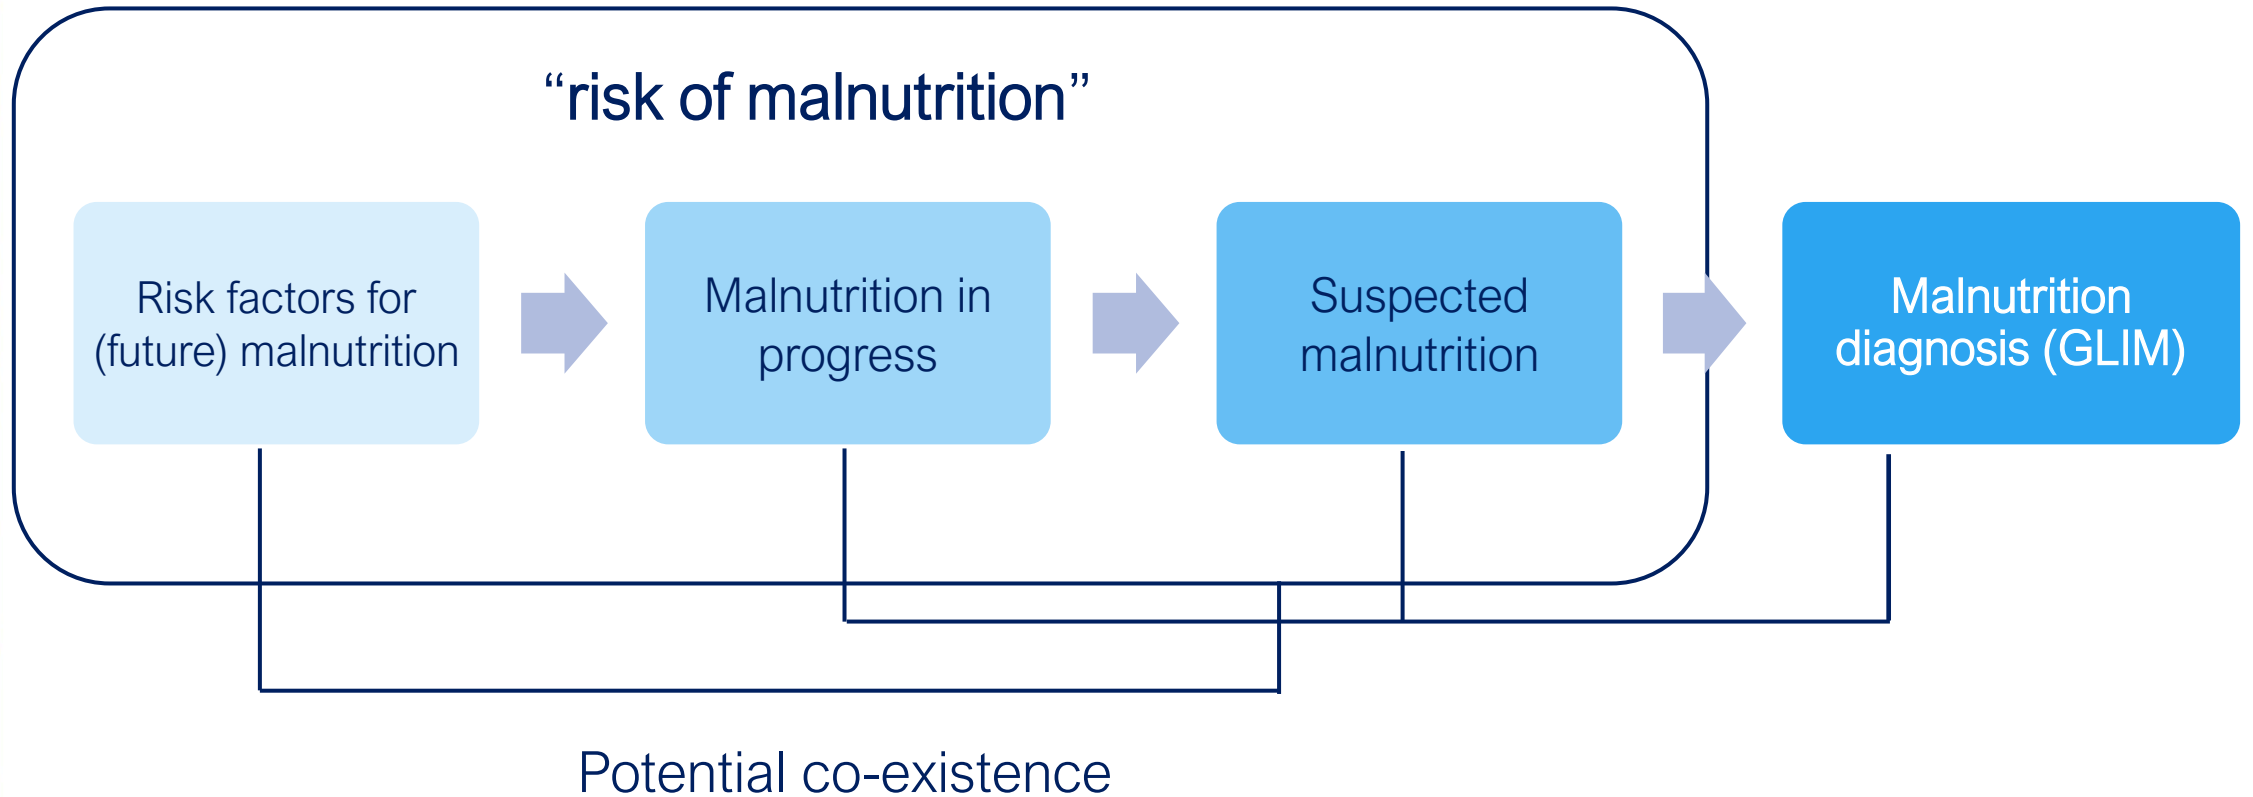 “risk of malnutrition”
Risk factors for
(future) malnutrition
Malnutrition in
progress
Suspected
malnutrition
Malnutrition
diagnosis (GLIM)
Potential co-existence